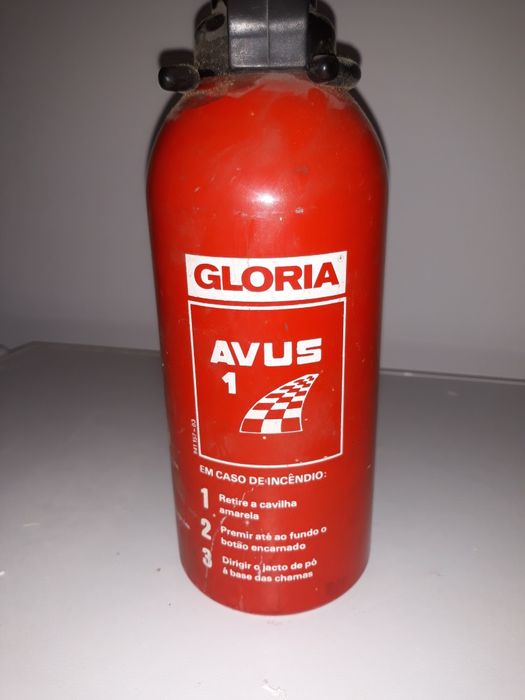 GLORIA
AVUS
1
EM CASO DE INCÊNDIO:
1 Retire a cavilha
amarela
2 Premir até ao fundo o
botão encarnado
3 Dirigir o jacto de pó
à base das chamas